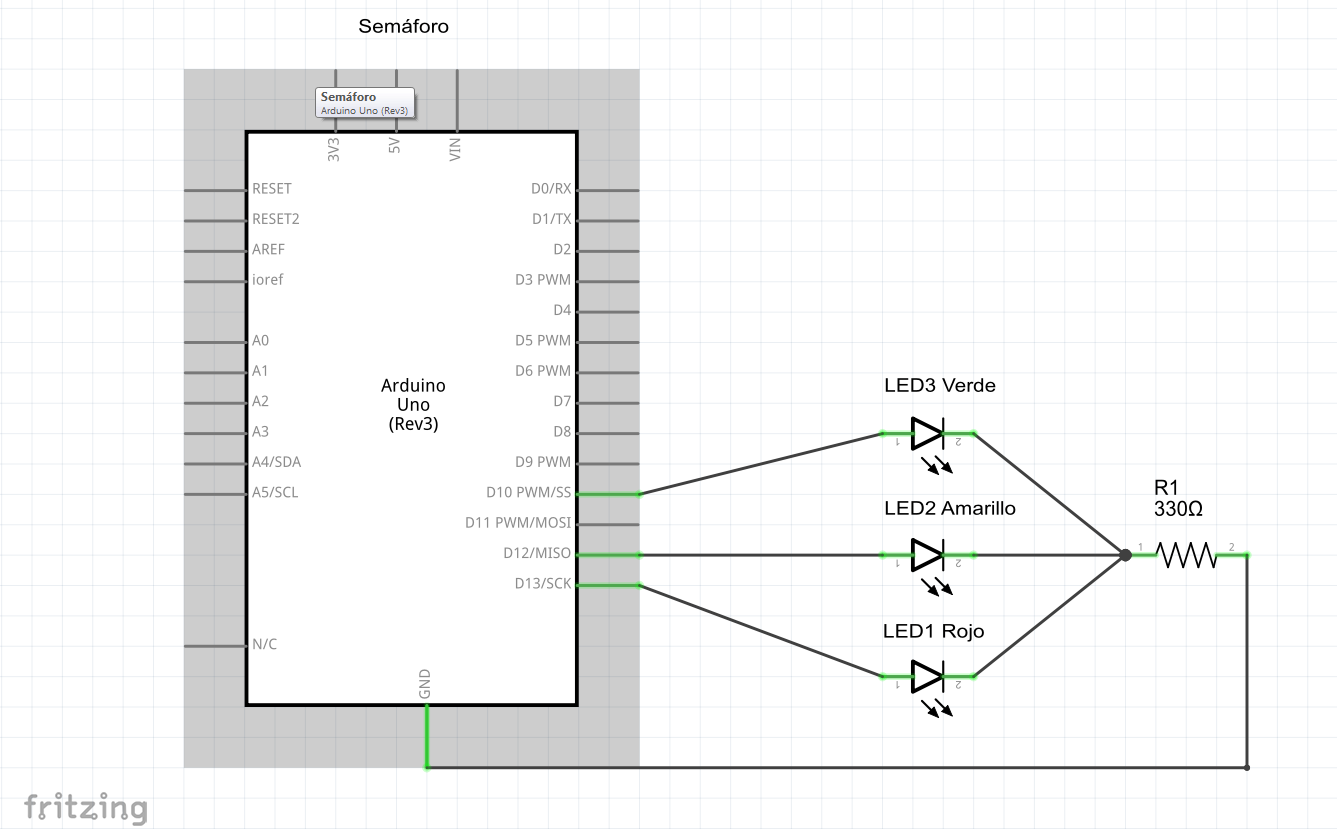 Semáforo
Semáforo
Arduino Uno (Rev3)
3V3
5V
VIN
RESET
RESET2
AREF
ioref
A0
A1
A2
A3
A4/SDA
A5/SCL
N/C
Arduino
Uno
(Rev3)
D0/RX
D1/TX
D2
D3 PWM
D4
D5 PWM
D6 PWM
D7
D8
D9 PWM
D10 PWM/SS
D11 PWM/MOSI
D12/MISO
D13/SCK
GND
LED3 Verde
1
2
LED2 Amarillo
1
2
LED1 Rojo
1
2
R1
330Ω
1
2
fritzing